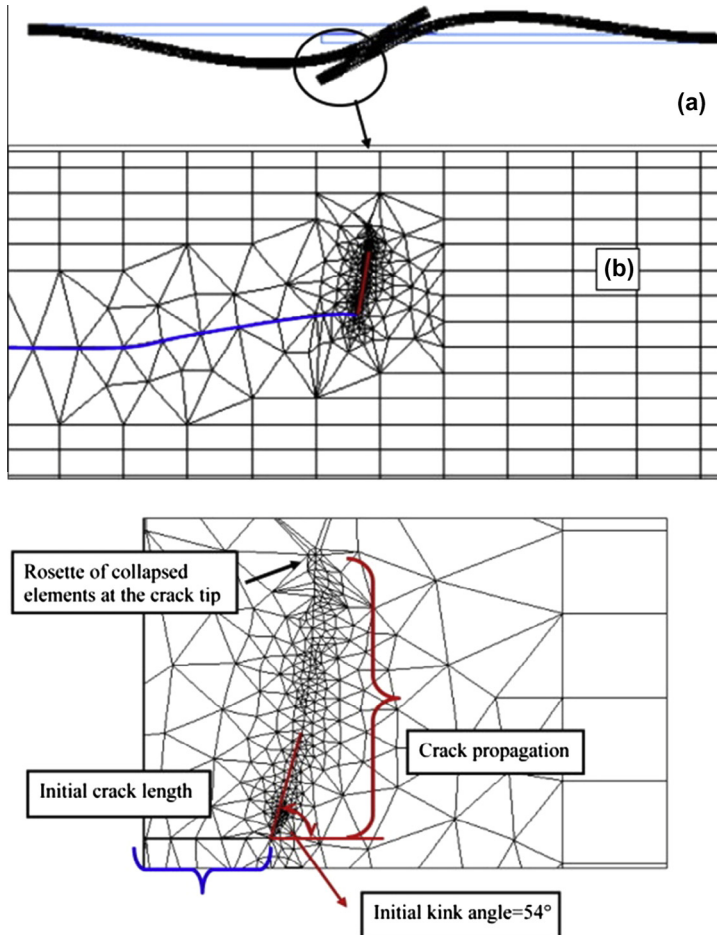 (a)
(b)
Rosette of collapsed
elements at the crack tip
Crack propagation
Initial crack length
Initial kink angle=54°